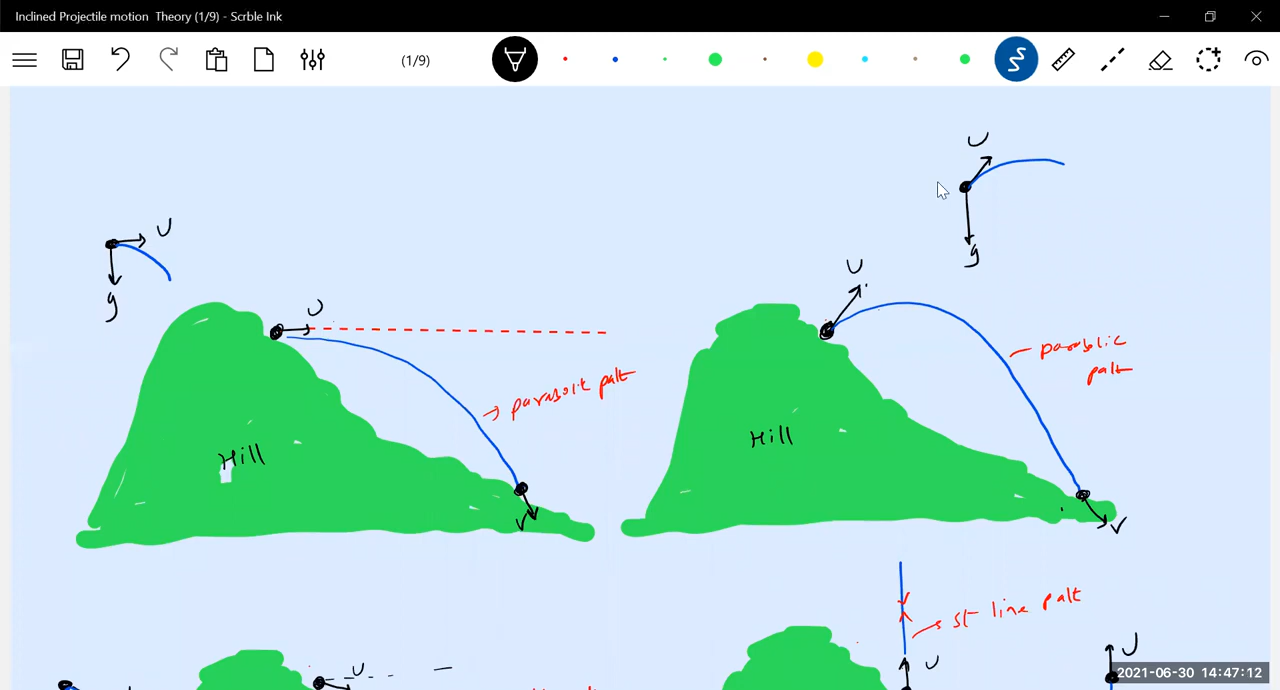 Inclined Projectile motion  Theory (1/9) - Scrble Ink
(1/9)
U
g
U
g
U
U
parabolic path
parabolic
path
Hill
Hill
V
V
st line path
U
U
U
2021-06-30 14:47:12